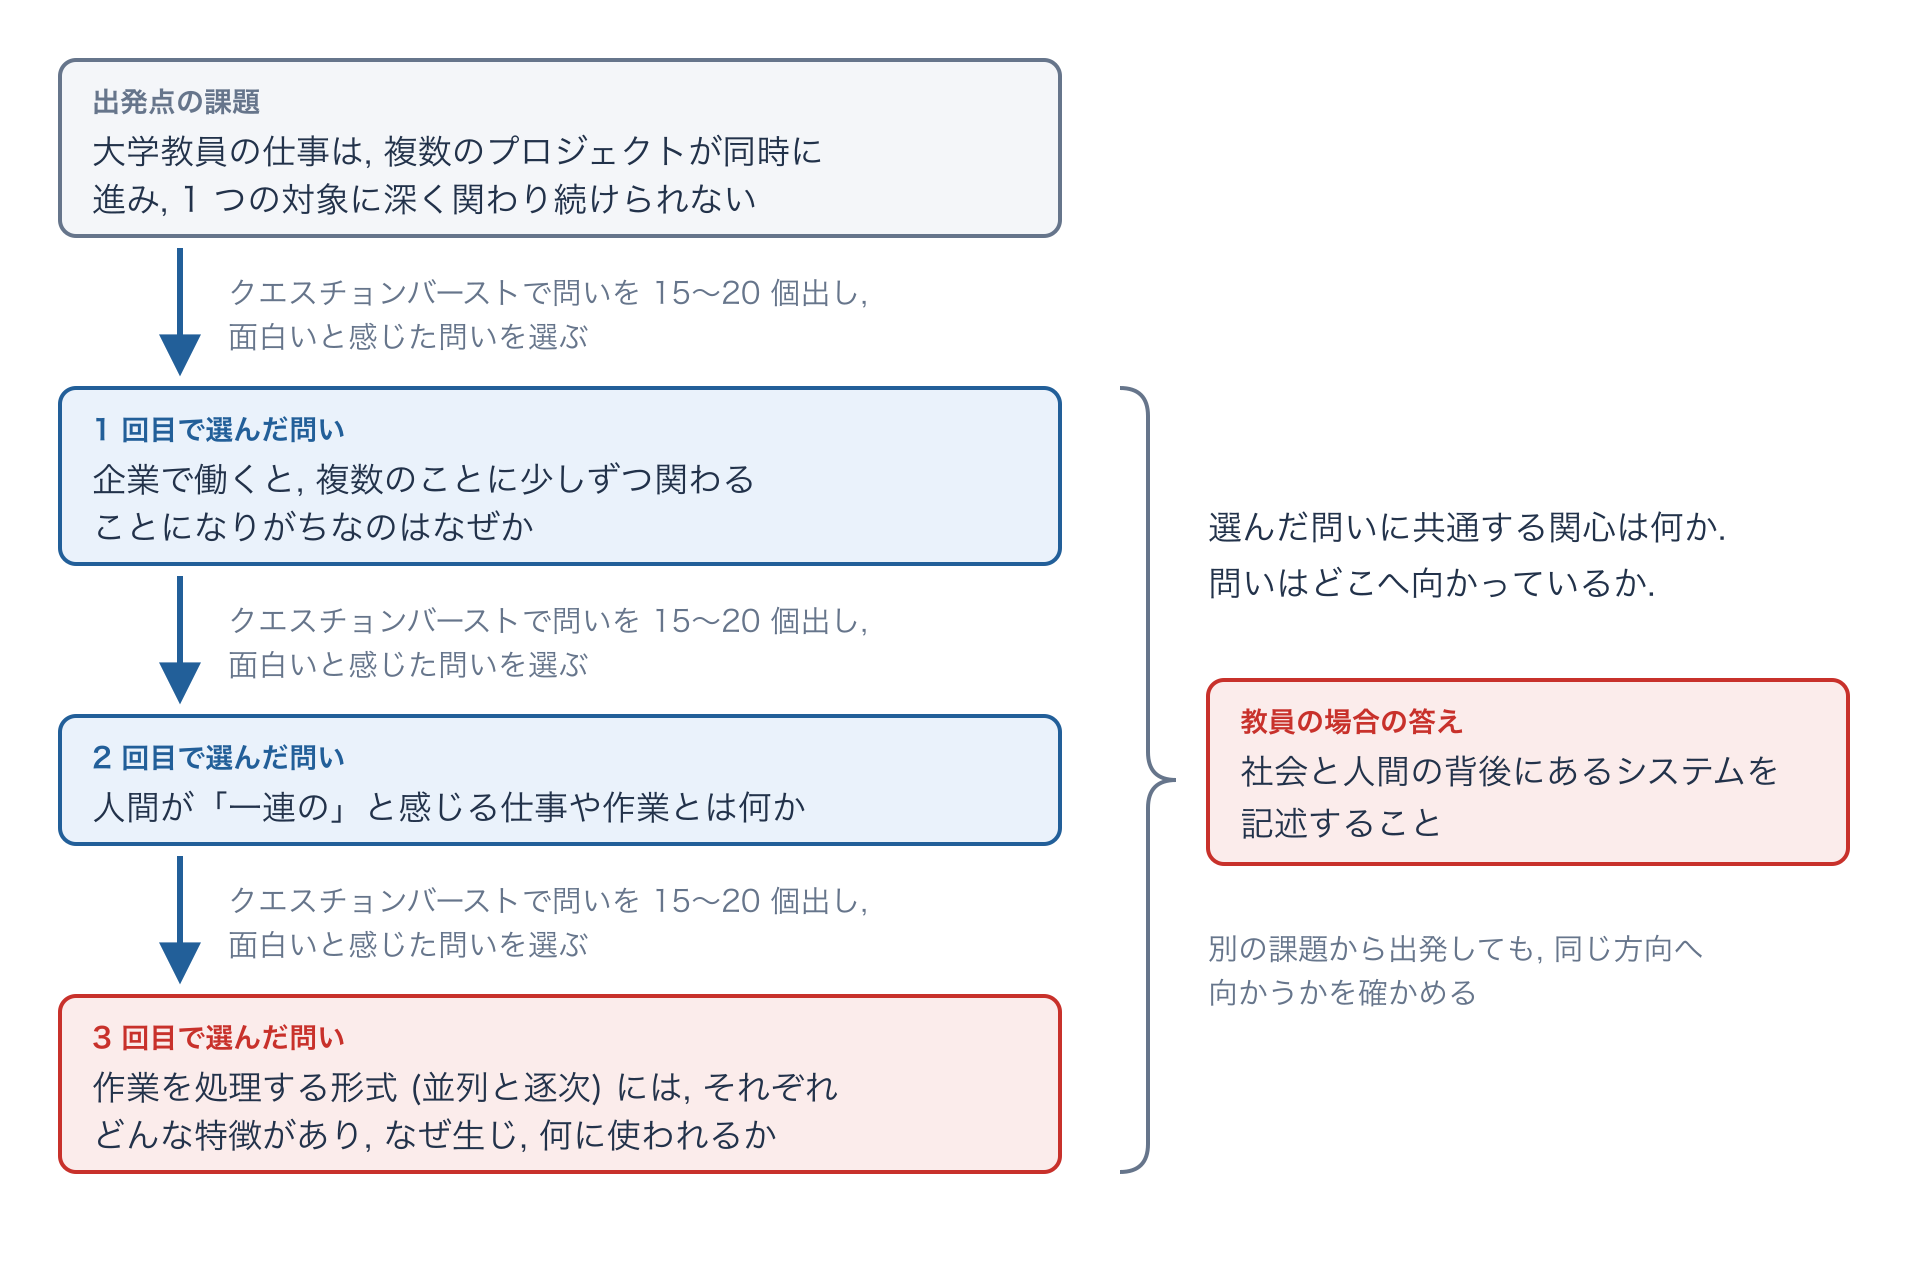 出発点の課題
大学教員の仕事は, 複数のプロジェクトが同時に
進み, 1 つの対象に深く関わり続けられない
クエスチョンバーストで問いを 15〜20 個出し,
面白いと感じた問いを選ぶ
1 回目で選んだ問い
企業で働くと, 複数のことに少しずつ関わる
ことになりがちなのはなぜか
クエスチョンバーストで問いを 15〜20 個出し,
面白いと感じた問いを選ぶ
2 回目で選んだ問い
人間が「一連の」と感じる仕事や作業とは何か
クエスチョンバーストで問いを 15〜20 個出し,
面白いと感じた問いを選ぶ
3 回目で選んだ問い
作業を処理する形式 (並列と逐次) には, それぞれ
どんな特徴があり, なぜ生じ, 何に使われるか
選んだ問いに共通する関心は何か.
問いはどこへ向かっているか.
教員の場合の答え
社会と人間の背後にあるシステムを
記述すること
別の課題から出発しても, 同じ方向へ
向かうかを確かめる